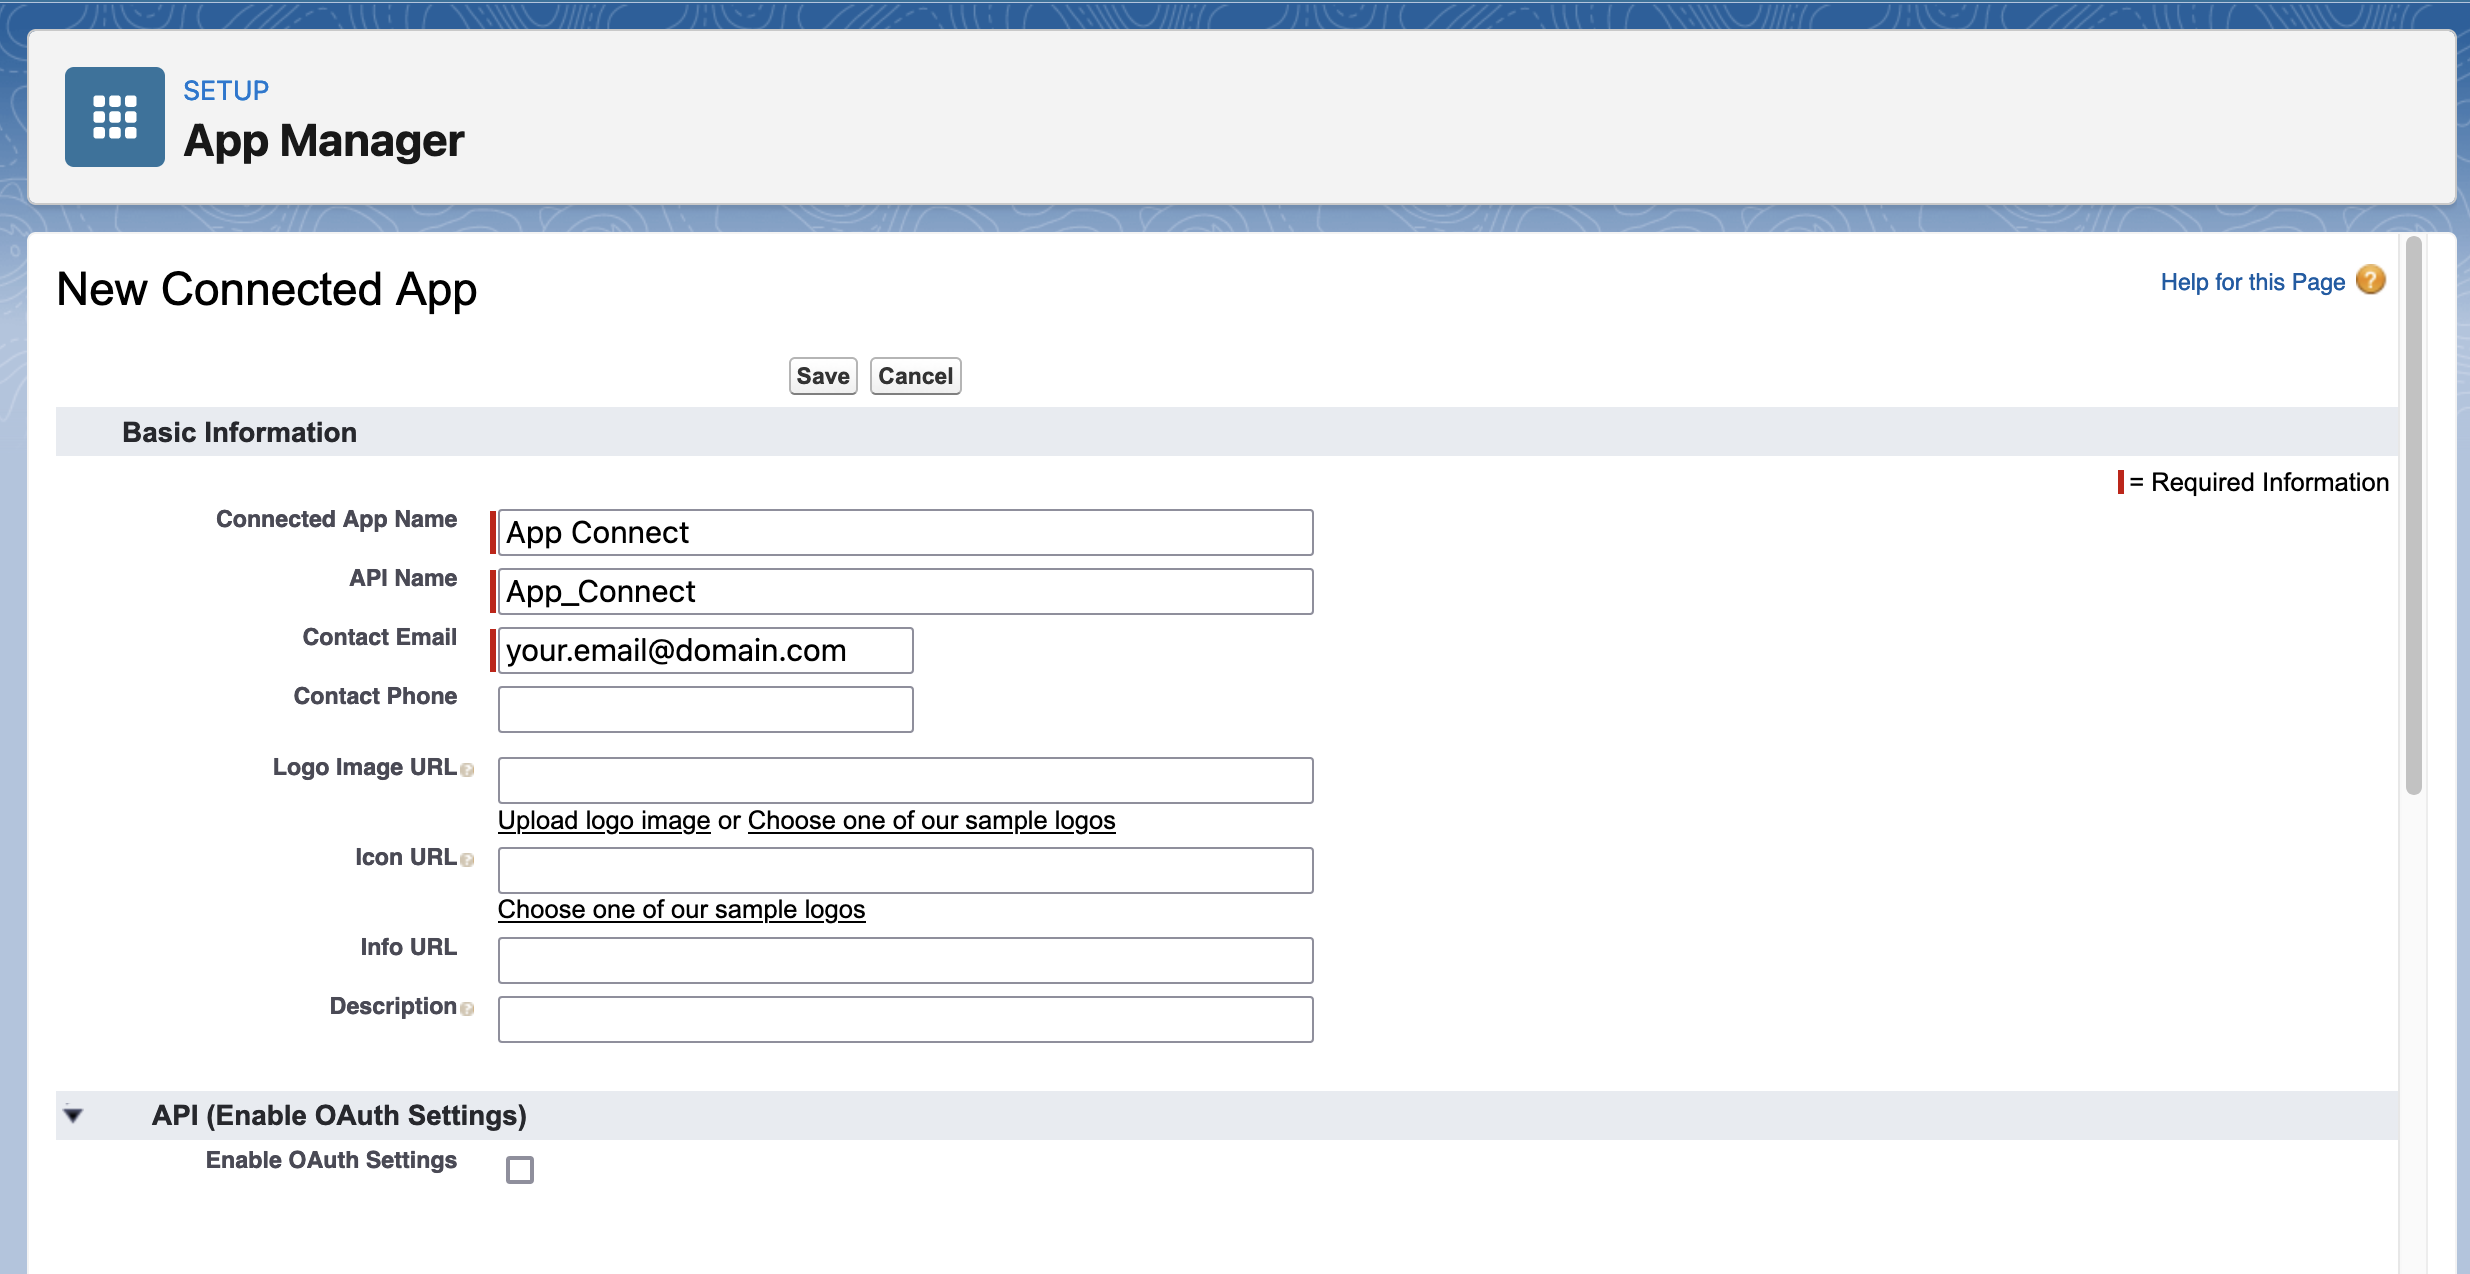 SETUP
App Manager
New Connected App
Help for this Page ?
Save Cancel
Basic Information
= Required Information
Connected App Name App Connect
API Name App_Connect
Contact Email your.email@domain.com
Contact Phone
Logo Image URL ?
Upload logo image or Choose one of our sample logos
Icon URL ?
Choose one of our sample logos
Info URL
Description ?
API (Enable OAuth Settings)
Enable OAuth Settings